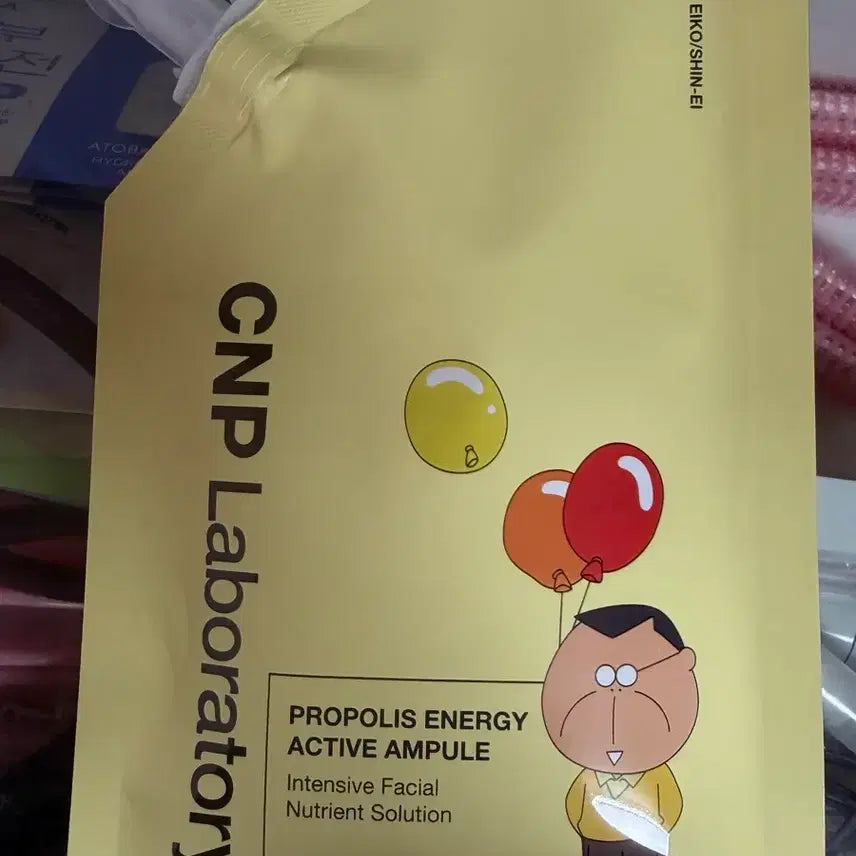 EIKO/SHIN-EI
CNP Laboratory
PROPOLIS ENERGY
ACTIVE AMPULE
Intensive Facial
Nutrient Solution